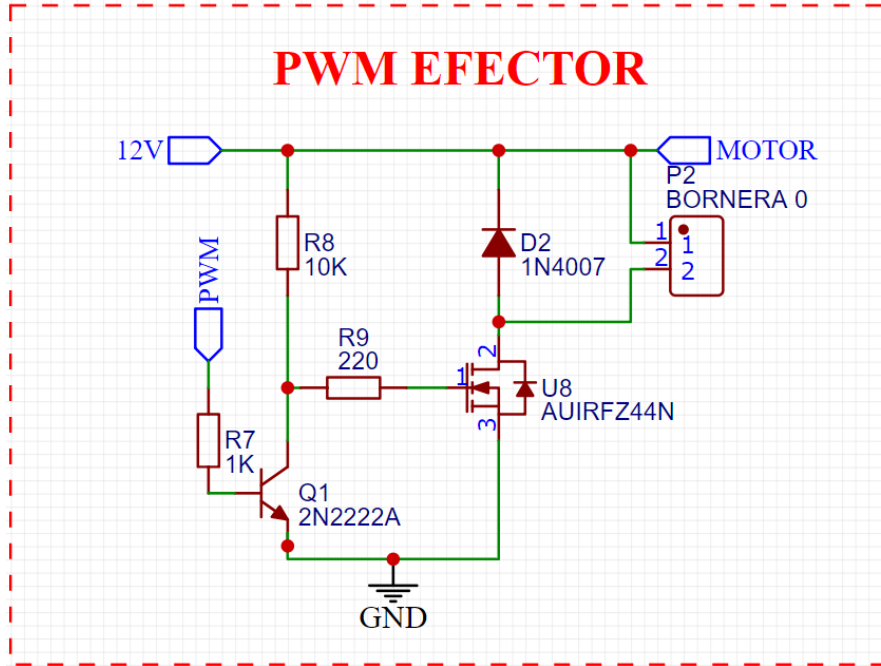 PWM EFECTOR
12V
MOTOR
P2
BORNERA 0
1
1
2
2
R8
10K
D2
1N4007
PWM
R9
220
2
1
U8
AUIRFZ44N
3
R7
1K
Q1
2N2222A
GND